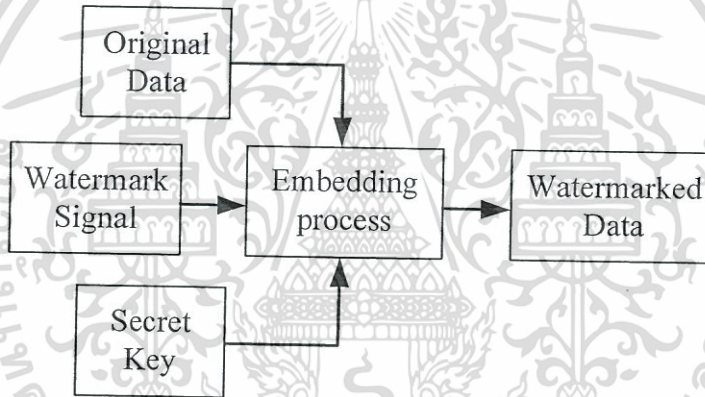 Original
Data
Watermark
Signal
Embedding
process
Watermarked
Data
Secret
Key